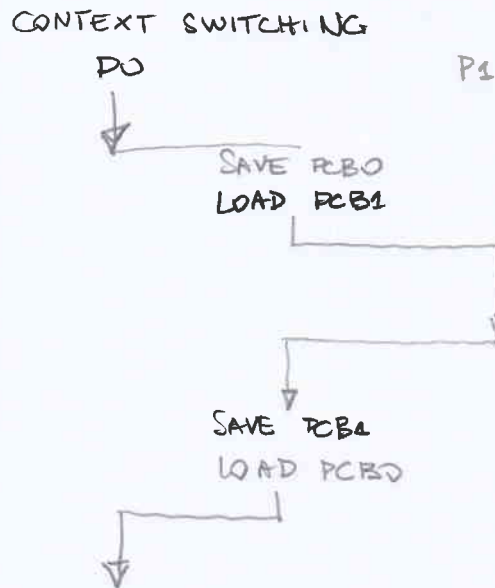 CONTEXT SWITCHING
P0 P1
SAVE PCB0
LOAD PCB1
SAVE PCB1
LOAD PCB0